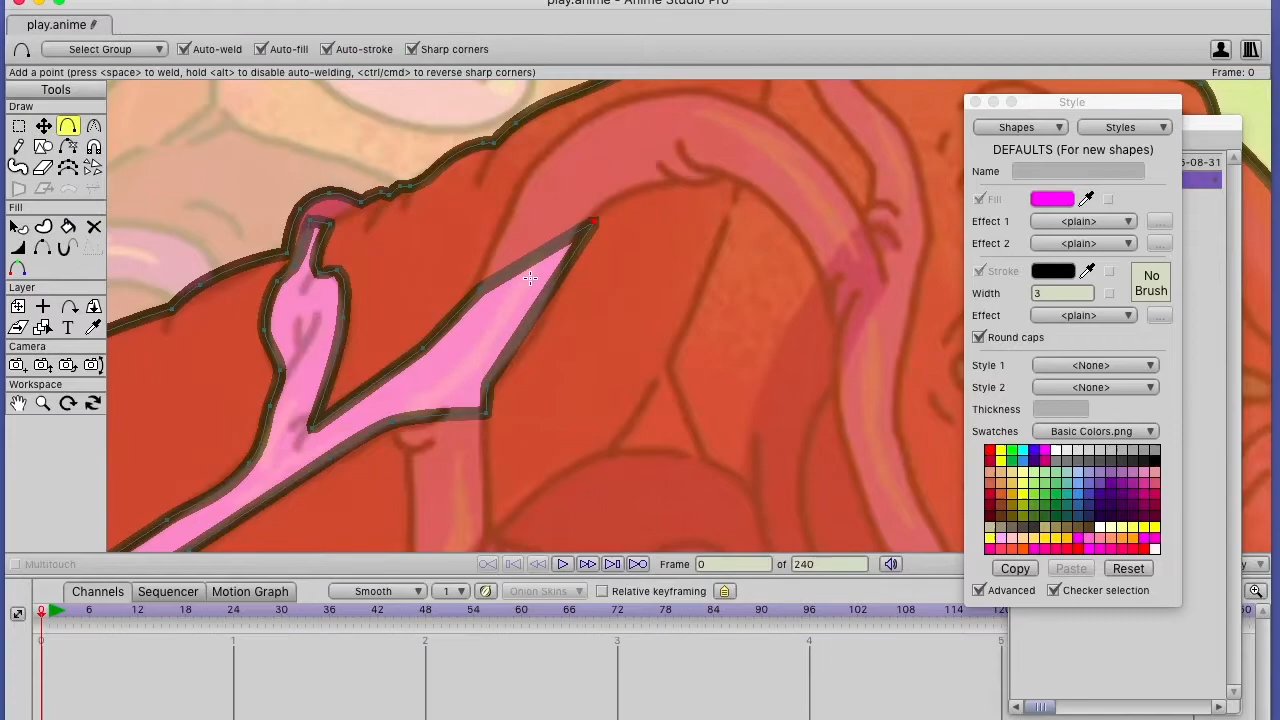 play.anime - Anime Studio Pro
play.anime
Select Group
Auto-weld
Auto-fill
Auto-stroke
Sharp corners
Add a point (press <space> to weld, hold <alt> to disable auto-welding, <ctrl/cmd> to reverse sharp corners)
Frame: 0
Tools
Draw
Fill
Layer
Camera
Workspace
Style
Shapes
Styles
DEFAULTS (For new shapes)
Name
Fill
Effect 1
<plain>
...
Effect 2
<plain>
...
Stroke
No
Brush
Width
3
Effect
<plain>
...
Round caps
Style 1
<None>
Style 2
<None>
Thickness
Swatches
Basic Colors.png
Copy
Paste
Reset
Advanced
Checker selection
-08-31
Multitouch
Frame
0
of
240
Channels
Sequencer
Motion Graph
Smooth
1
Onion Skins
Relative keyframing
0 6 12 18 24 30 36 42 48 54 60 66 72 78 84 90 96 102 108 114
0 1 2 3 4 5